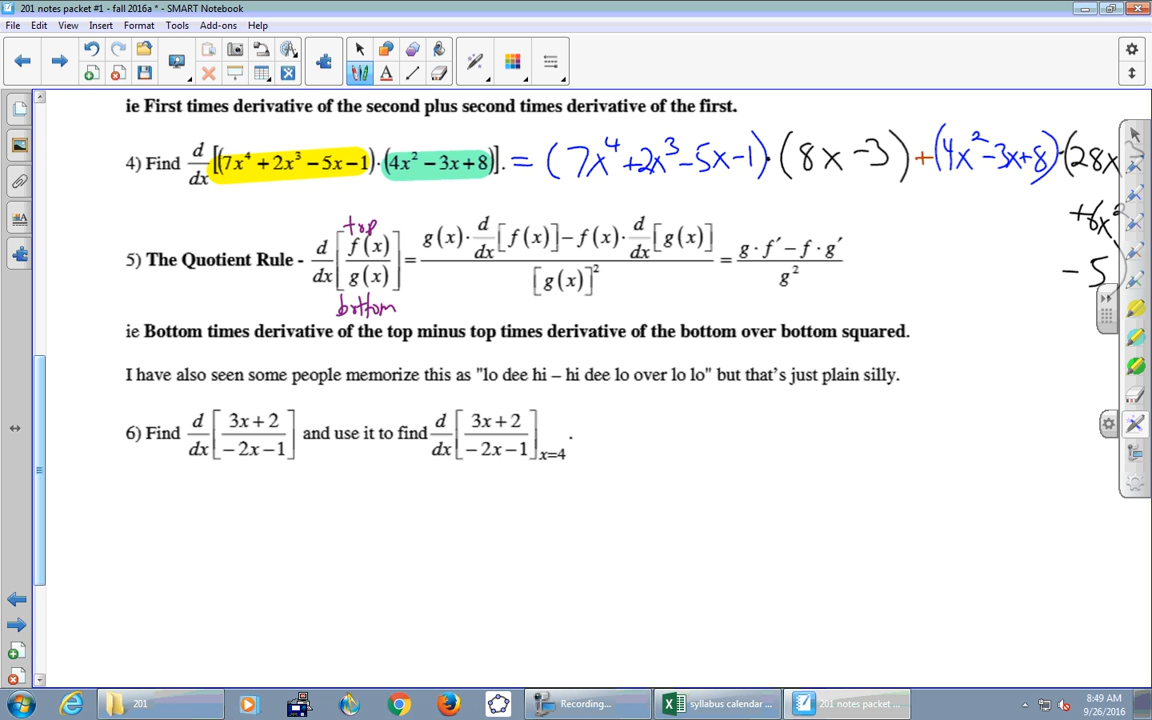 201 notes packet #1 - fall 2016a * - SMART Notebook
File Edit View Insert Format Tools Add-ons Help
ie First times derivative of the second plus second times derivative of the first.
4) Find d/dx [(7x⁴ + 2x³ − 5x − 1) · (4x² − 3x + 8)]. = (7x⁴ + 2x³ − 5x − 1) · (8x − 3) + (4x² − 3x + 8) · (28x
+6x²
− 5)
top
5) The Quotient Rule - d/dx [f(x)/g(x)] = (g(x) · d/dx [f(x)] − f(x) · d/dx [g(x)]) / [g(x)]² = (g · f′ − f · g′) / g²
bottom
ie Bottom times derivative of the top minus top times derivative of the bottom over bottom squared.
I have also seen some people memorize this as "lo dee hi – hi dee lo over lo lo" but that's just plain silly.
6) Find d/dx [(3x + 2)/(−2x − 1)] and use it to find d/dx [(3x + 2)/(−2x − 1)] x=4 .
201 Recording... syllabus calendar ... 201 notes packet ...
8:49 AM
9/26/2016